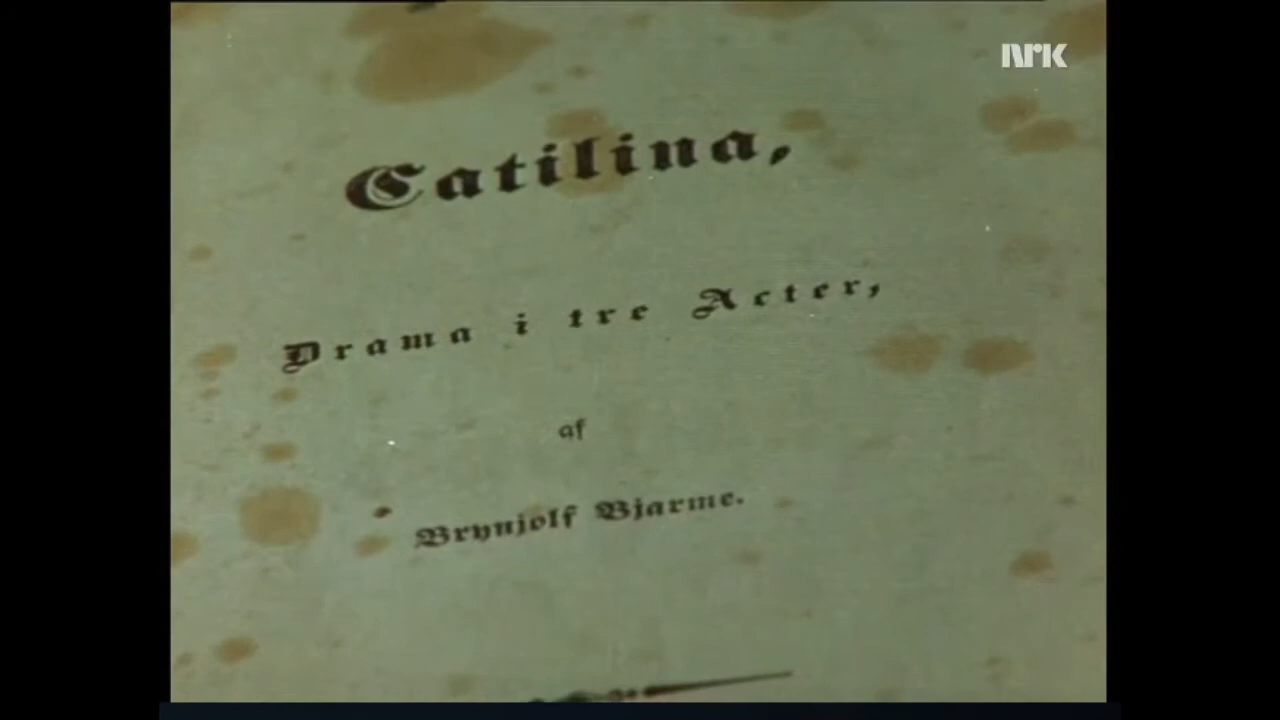 NRK
Catilina,
Drama i tre Acter,
af
Brynjolf Bjarme.